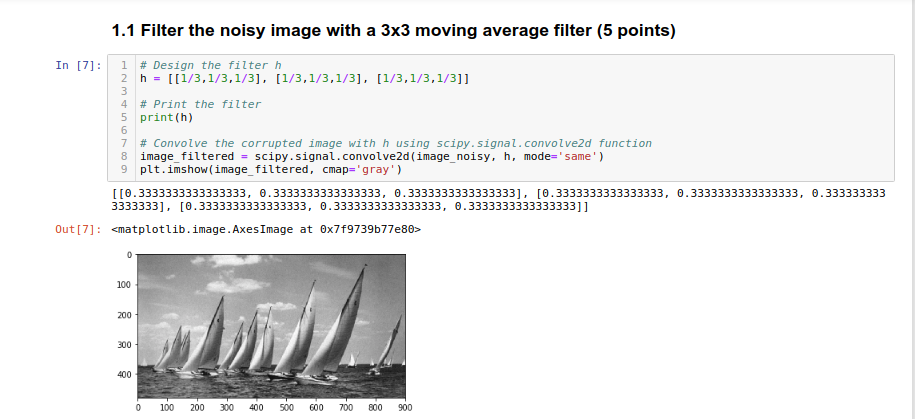 1.1 Filter the noisy image with a 3x3 moving average filter (5 points)
In [7]:
1 # Design the filter h
2 h = [[1/3,1/3,1/3], [1/3,1/3,1/3], [1/3,1/3,1/3]]
3
4 # Print the filter
5 print(h)
6
7 # Convolve the corrupted image with h using scipy.signal.convolve2d function
8 image_filtered = scipy.signal.convolve2d(image_noisy, h, mode='same')
9 plt.imshow(image_filtered, cmap='gray')
[[0.3333333333333333, 0.3333333333333333, 0.3333333333333333], [0.3333333333333333, 0.3333333333333333, 0.333333333
3333333], [0.3333333333333333, 0.3333333333333333, 0.3333333333333333]]
Out[7]: <matplotlib.image.AxesImage at 0x7f9739b77e80>
0
100
200
300
400
0 100 200 300 400 500 600 700 800 900